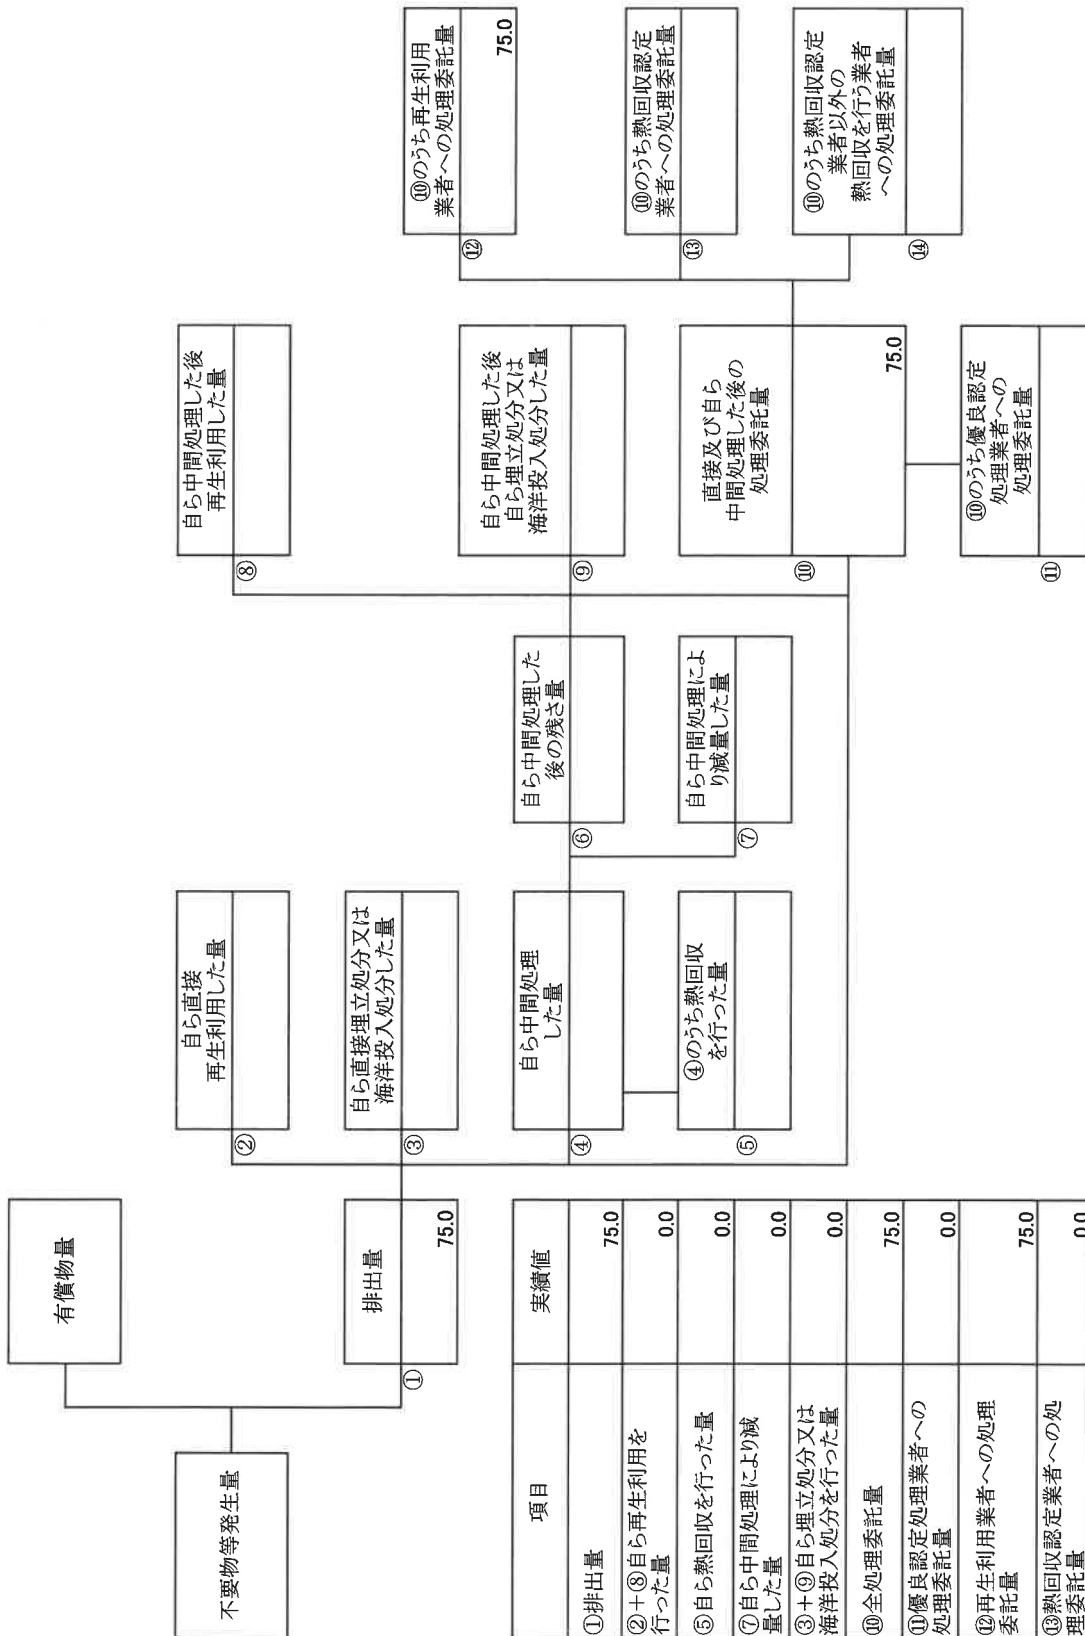 有償物量
不要物等発生量
排出量
①
75.0
自ら直接
再生利用した量
②
自ら直接埋立処分又は
海洋投入処分した量
③
自ら中間処理
した量
④
④のうち熱回収
を行った量
⑤
自ら中間処理した
後の残さ量
⑥
自ら中間処理によ
り減量した量
⑦
自ら中間処理した後
再生利用した量
⑧
自ら中間処理した後
自ら埋立処分又は
海洋投入処分した量
⑨
直接及び自ら
中間処理した後の
処理委託量
⑩
75.0
⑩のうち優良認定
処理業者への
処理委託量
⑪
⑩のうち再生利用
業者への処理委託量
⑫
75.0
⑩のうち熱回収認定
業者への処理委託量
⑬
⑩のうち熱回収認定
業者以外の
熱回収を行う業者
への処理委託量
⑭
項目 実績値
①排出量 75.0
②+⑧自ら再生利用を
行った量 0.0
⑤自ら熱回収を行った量 0.0
⑦自ら中間処理により減
量した量 0.0
③+⑨自ら埋立処分又は
海洋投入処分を行った量 0.0
⑩全処理委託量 75.0
⑪優良認定処理業者への
処理委託量 0.0
⑫再生利用業者への処理
委託量 75.0
⑬熱回収認定業者への処
理委託量 0.0